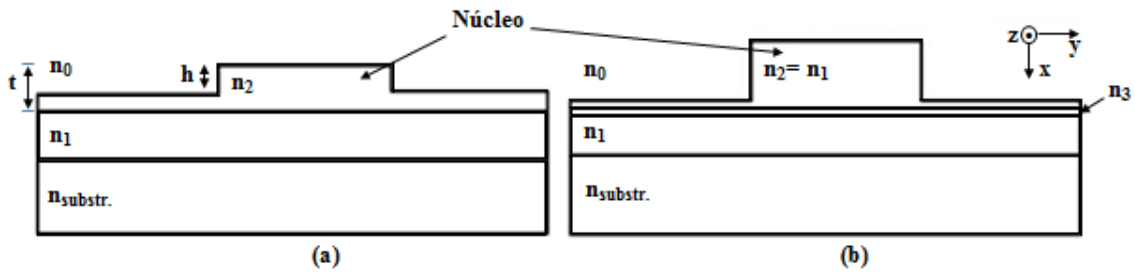 Núcleo
n₀
t
h
n₂
n₁
nsubstr.
(a)
n₀
n₂= n₁
z
y
x
n₃
n₁
nsubstr.
(b)